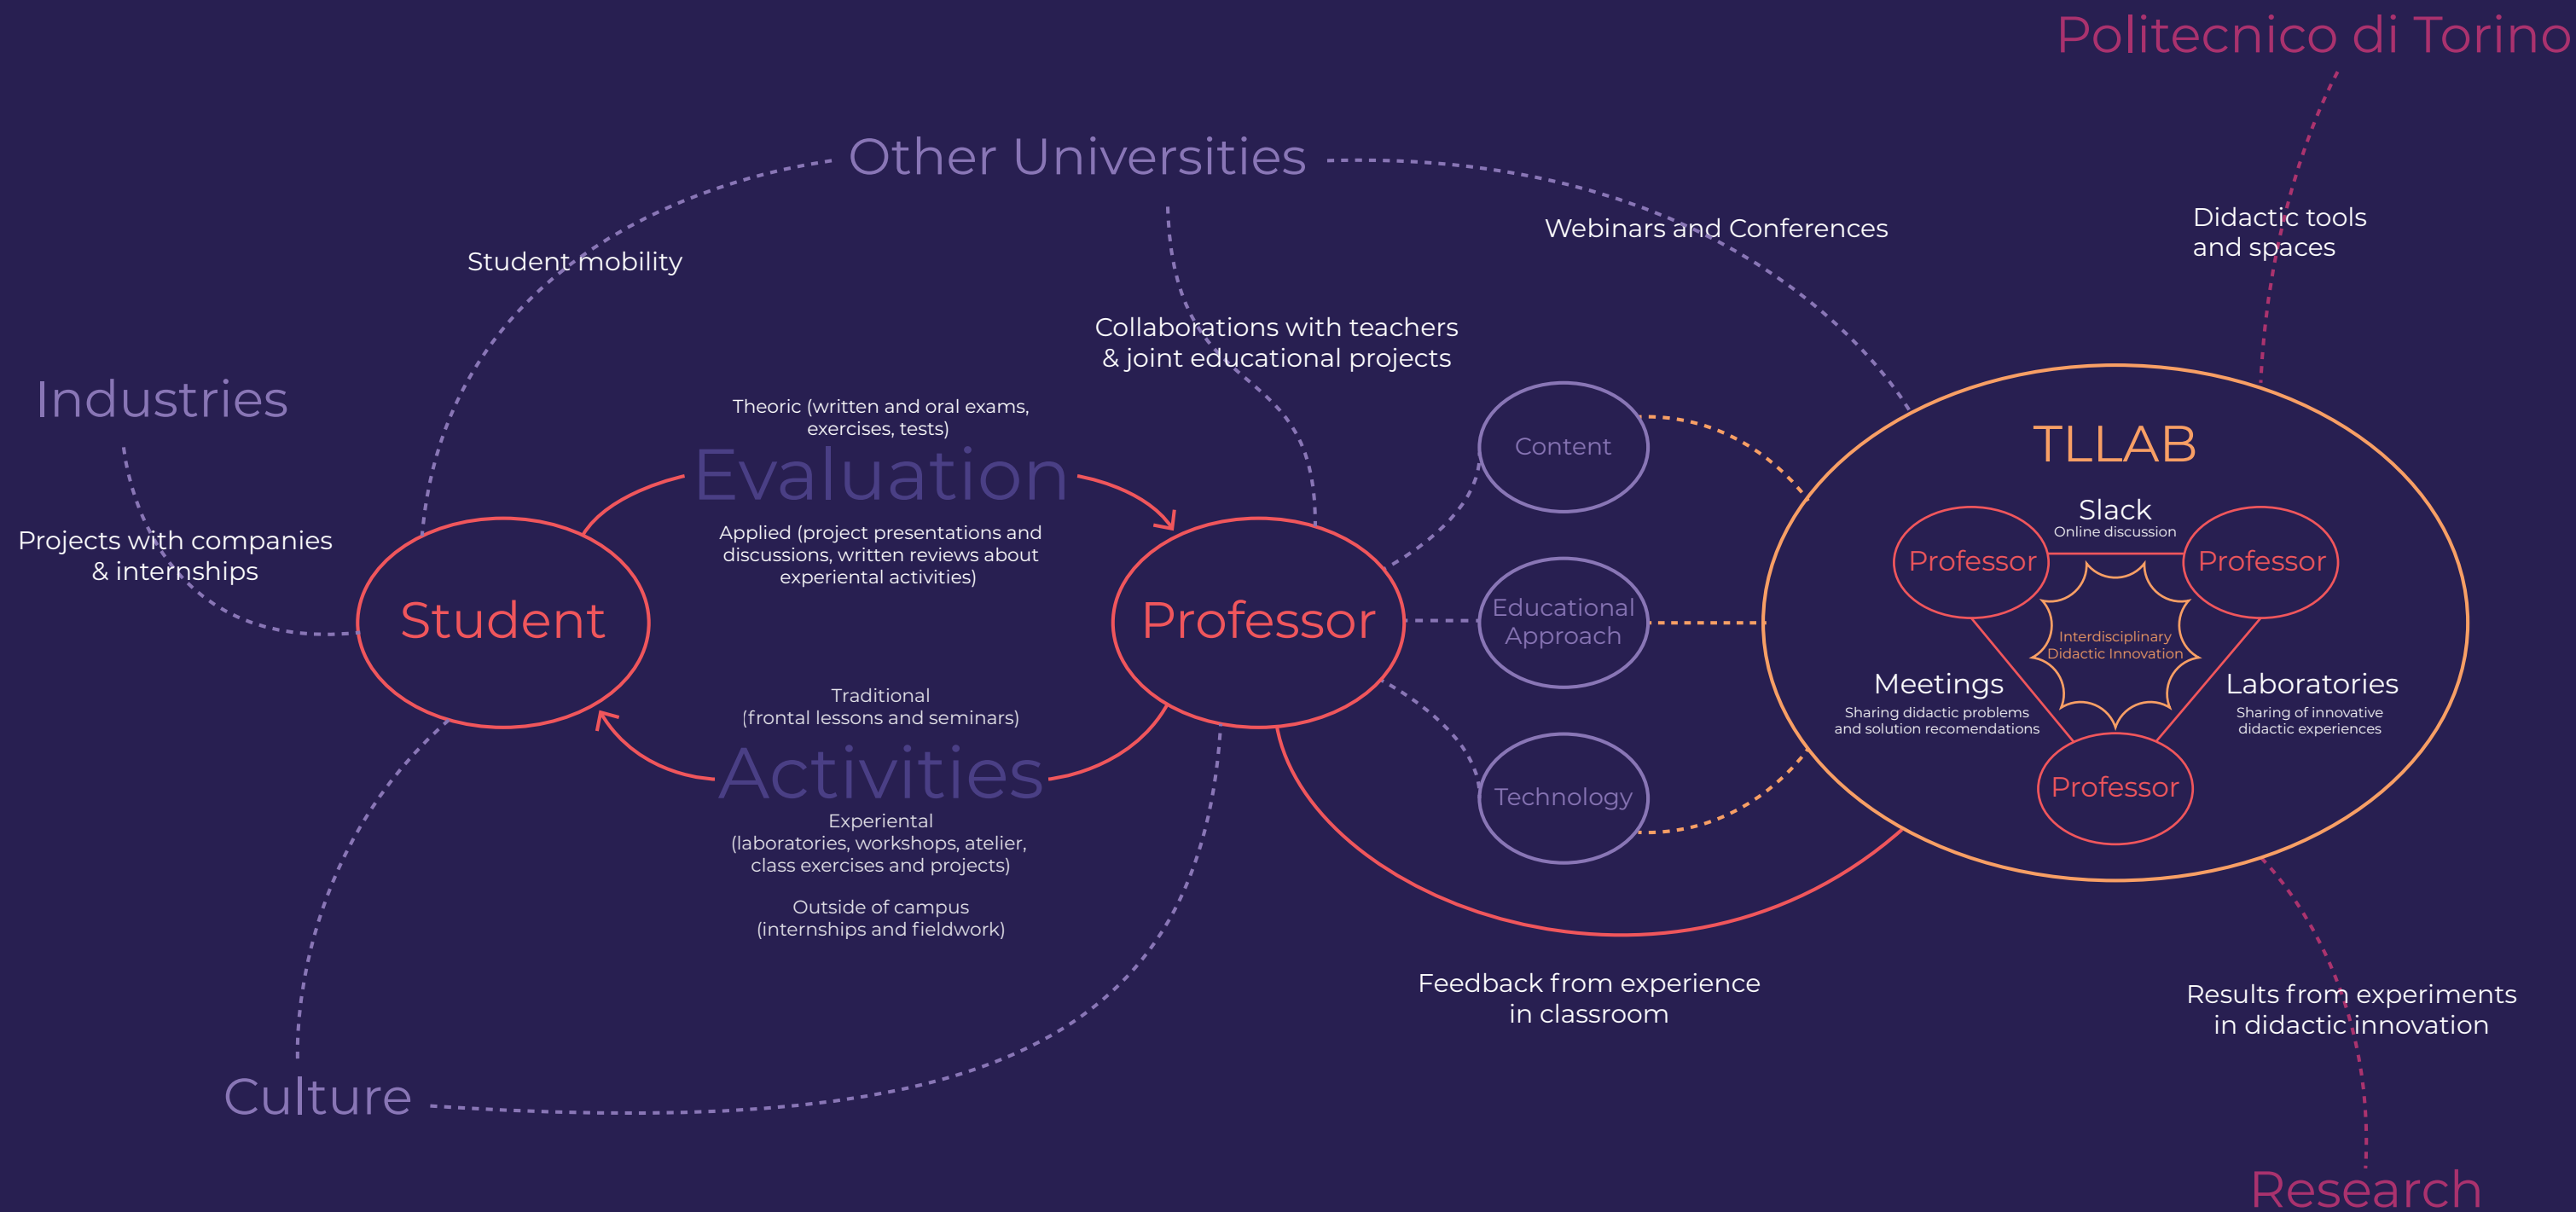 Politecnico di Torino
Other Universities
Webinars and Conferences
Didactic tools
and spaces
Student mobility
Collaborations with teachers
& joint educational projects
Industries
Projects with companies
& internships
Theoric (written and oral exams,
exercises, tests)
Evaluation
Applied (project presentations and
discussions, written reviews about
experiential activities)
Student
Professor
Traditional
(frontal lessons and seminars)
Activities
Experiental
(laboratories, workshops, atelier,
class exercises and projects)
Outside of campus
(internships and fieldwork)
Content
Educational
Approach
Technology
TLLAB
Slack
Online discussion
Professor
Professor
Interdisciplinary
Didactic Innovation
Meetings
Sharing didactic problems
and solution recomendations
Laboratories
Sharing of innovative
didactic experiences
Professor
Feedback from experience
in classroom
Results from experiments
in didactic innovation
Culture
Research